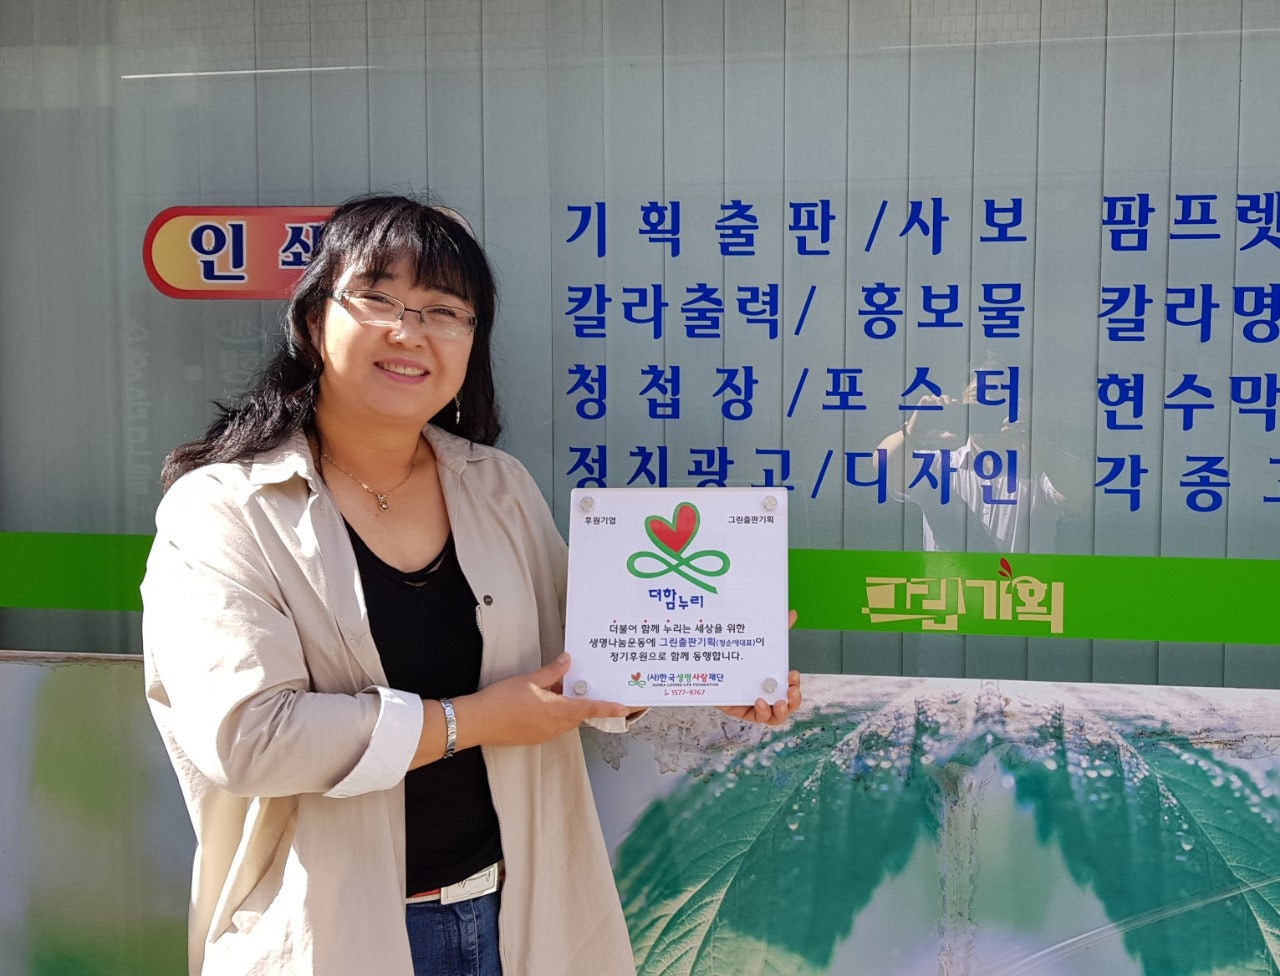 인쇄
기획출판/사보 팜프렛
칼라출력/홍보물 칼라명
청첩장/포스터 현수막
정치광고/디자인 각종
그린기획
후원기업 그린출판기획
더함누리
더불어 함께 누리는 세상을 위한
생명나눔운동에 그린출판기획(정순애대표)이
정기후원으로 함께 동행합니다.
(사)한국생명사랑재단
KOREA LOVING LIFE FOUNDATION
1577-9767